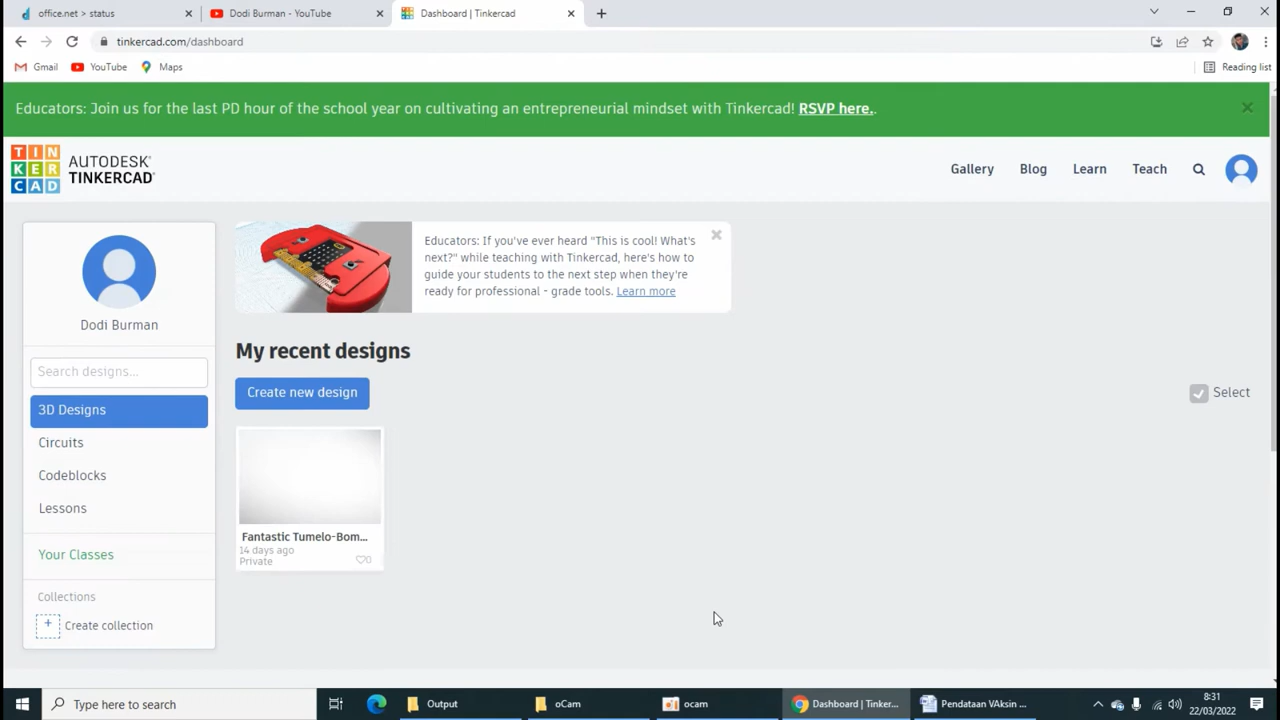 office.net > status
Dodi Burman - YouTube
Dashboard | Tinkercad
tinkercad.com/dashboard
Gmail
YouTube
Maps
Reading list
Educators: Join us for the last PD hour of the school year on cultivating an entrepreneurial mindset with Tinkercad! RSVP here..
TIN
KER
CAD
AUTODESK
TINKERCAD
Gallery
Blog
Learn
Teach
Dodi Burman
Search designs...
3D Designs
Circuits
Codeblocks
Lessons
Your Classes
Collections
+ Create collection
Educators: If you've ever heard "This is cool! What's
next?" while teaching with Tinkercad, here's how to
guide your students to the next step when they're
ready for professional - grade tools. Learn more
My recent designs
Create new design
Select
Fantastic Tumelo-Bom...
14 days ago
Private
0
Type here to search
Output
oCam
ocam
Dashboard | Tinker...
Pendataan VAksin ...
8:31
22/03/2022